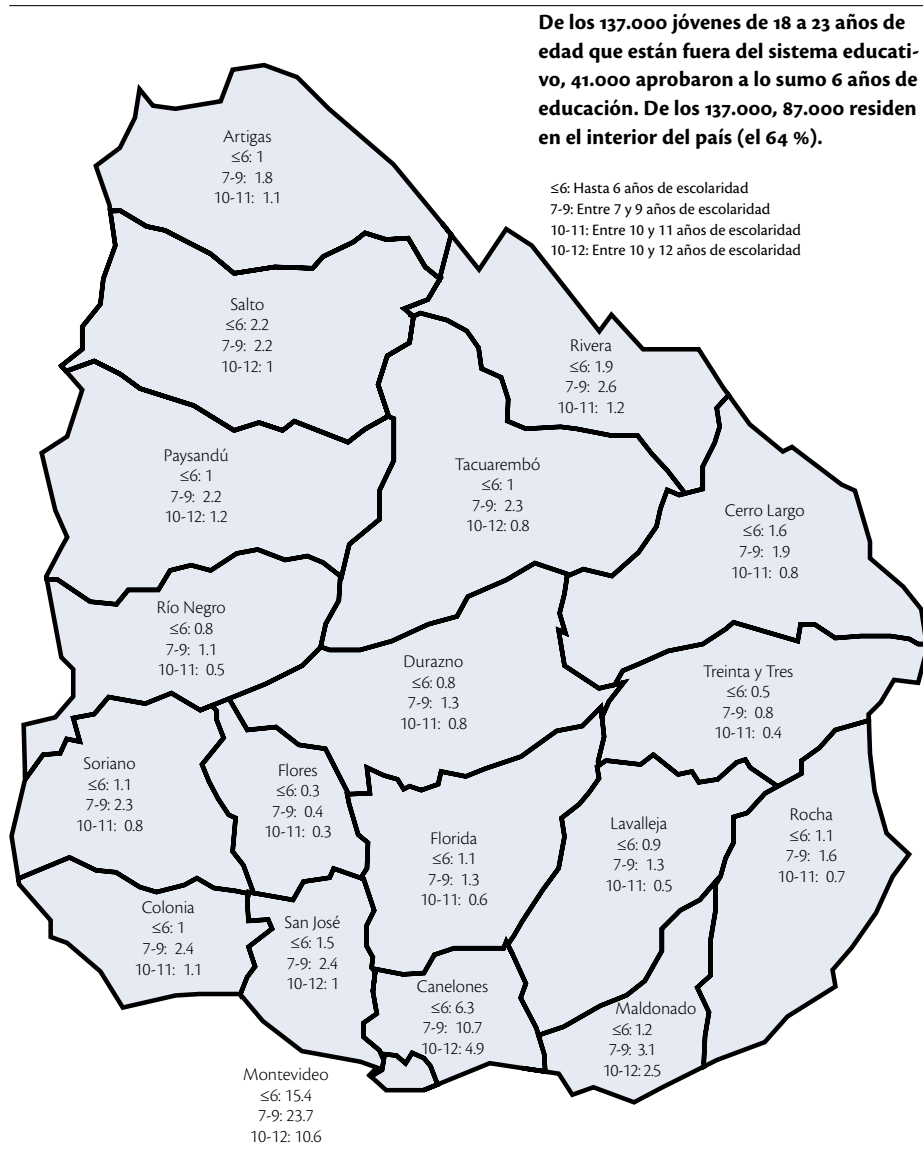 De los 137.000 jóvenes de 18 a 23 años de
edad que están fuera del sistema educati-
vo, 41.000 aprobaron a lo sumo 6 años de
educación. De los 137.000, 87.000 residen
en el interior del país (el 64 %).
≤6: Hasta 6 años de escolaridad
7-9: Entre 7 y 9 años de escolaridad
10-11: Entre 10 y 11 años de escolaridad
10-12: Entre 10 y 12 años de escolaridad
Artigas
≤6: 1
7-9: 1.8
10-11: 1.1
Salto
≤6: 2.2
7-9: 2.2
10-12: 1
Rivera
≤6: 1.9
7-9: 2.6
10-11: 1.2
Paysandú
≤6: 1
7-9: 2.2
10-12: 1.2
Tacuarembó
≤6: 1
7-9: 2.3
10-12: 0.8
Cerro Largo
≤6: 1.6
7-9: 1.9
10-11: 0.8
Río Negro
≤6: 0.8
7-9: 1.1
10-11: 0.5
Durazno
≤6: 0.8
7-9: 1.3
10-11: 0.8
Treinta y Tres
≤6: 0.5
7-9: 0.8
10-11: 0.4
Soriano
≤6: 1.1
7-9: 2.3
10-11: 0.8
Flores
≤6: 0.3
7-9: 0.4
10-11: 0.3
Florida
≤6: 1.1
7-9: 1.3
10-11: 0.6
Lavalleja
≤6: 0.9
7-9: 1.3
10-11: 0.5
Rocha
≤6: 1.1
7-9: 1.6
10-11: 0.7
Colonia
≤6: 1
7-9: 2.4
10-11: 1.1
San José
≤6: 1.5
7-9: 2.4
10-12: 1
Canelones
≤6: 6.3
7-9: 10.7
10-12: 4.9
Maldonado
≤6: 1.2
7-9: 3.1
10-12: 2.5
Montevideo
≤6: 15.4
7-9: 23.7
10-12: 10.6